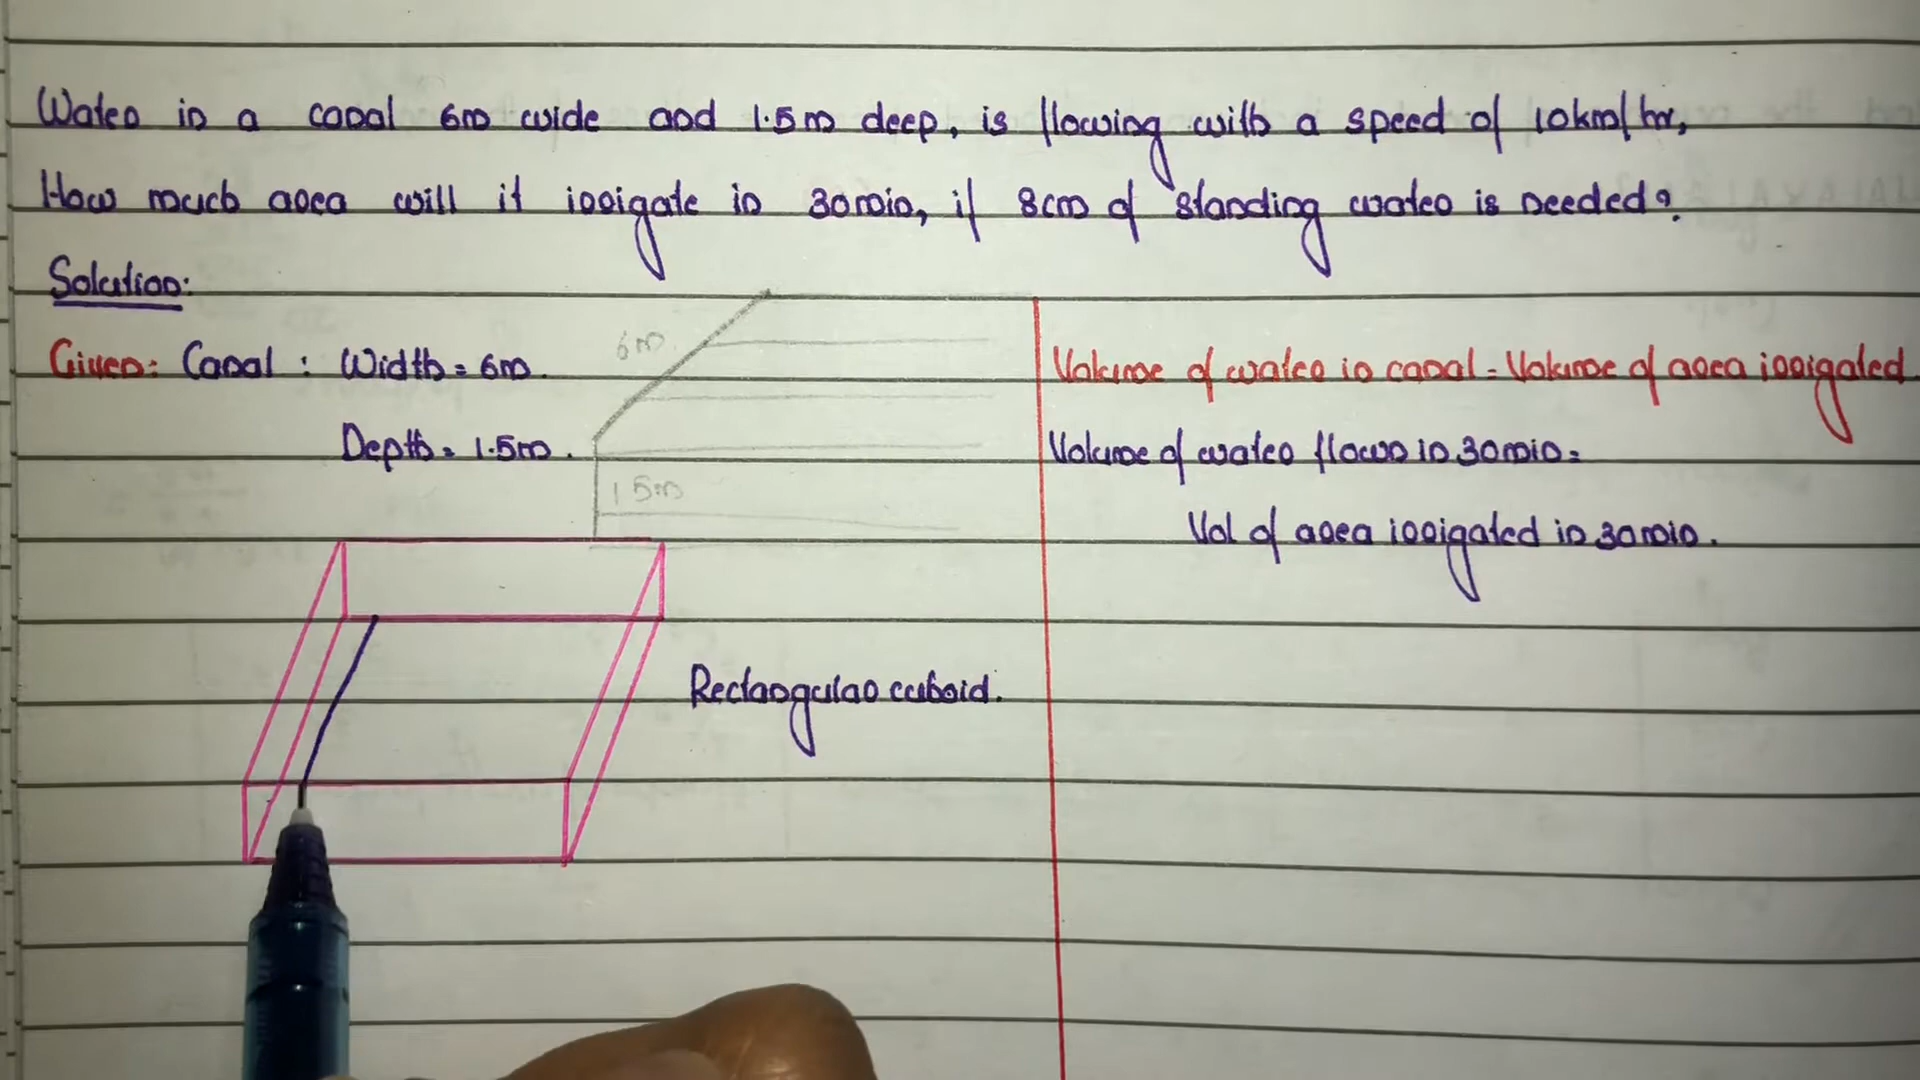 Water in a canal 6m wide and 1.5m deep, is flowing with a speed of 10km/hr,
How much area will it irrigate in 30min, if 8cm of standing water is needed?
Solution:
Given: Canal : Width = 6m.
Depth = 1.5m.
6m
1.5m
Rectangular cuboid.
Volume of water in canal = Volume of area irrigated
Volume of water flows in 30min =
Vol of area irrigated in 30min.